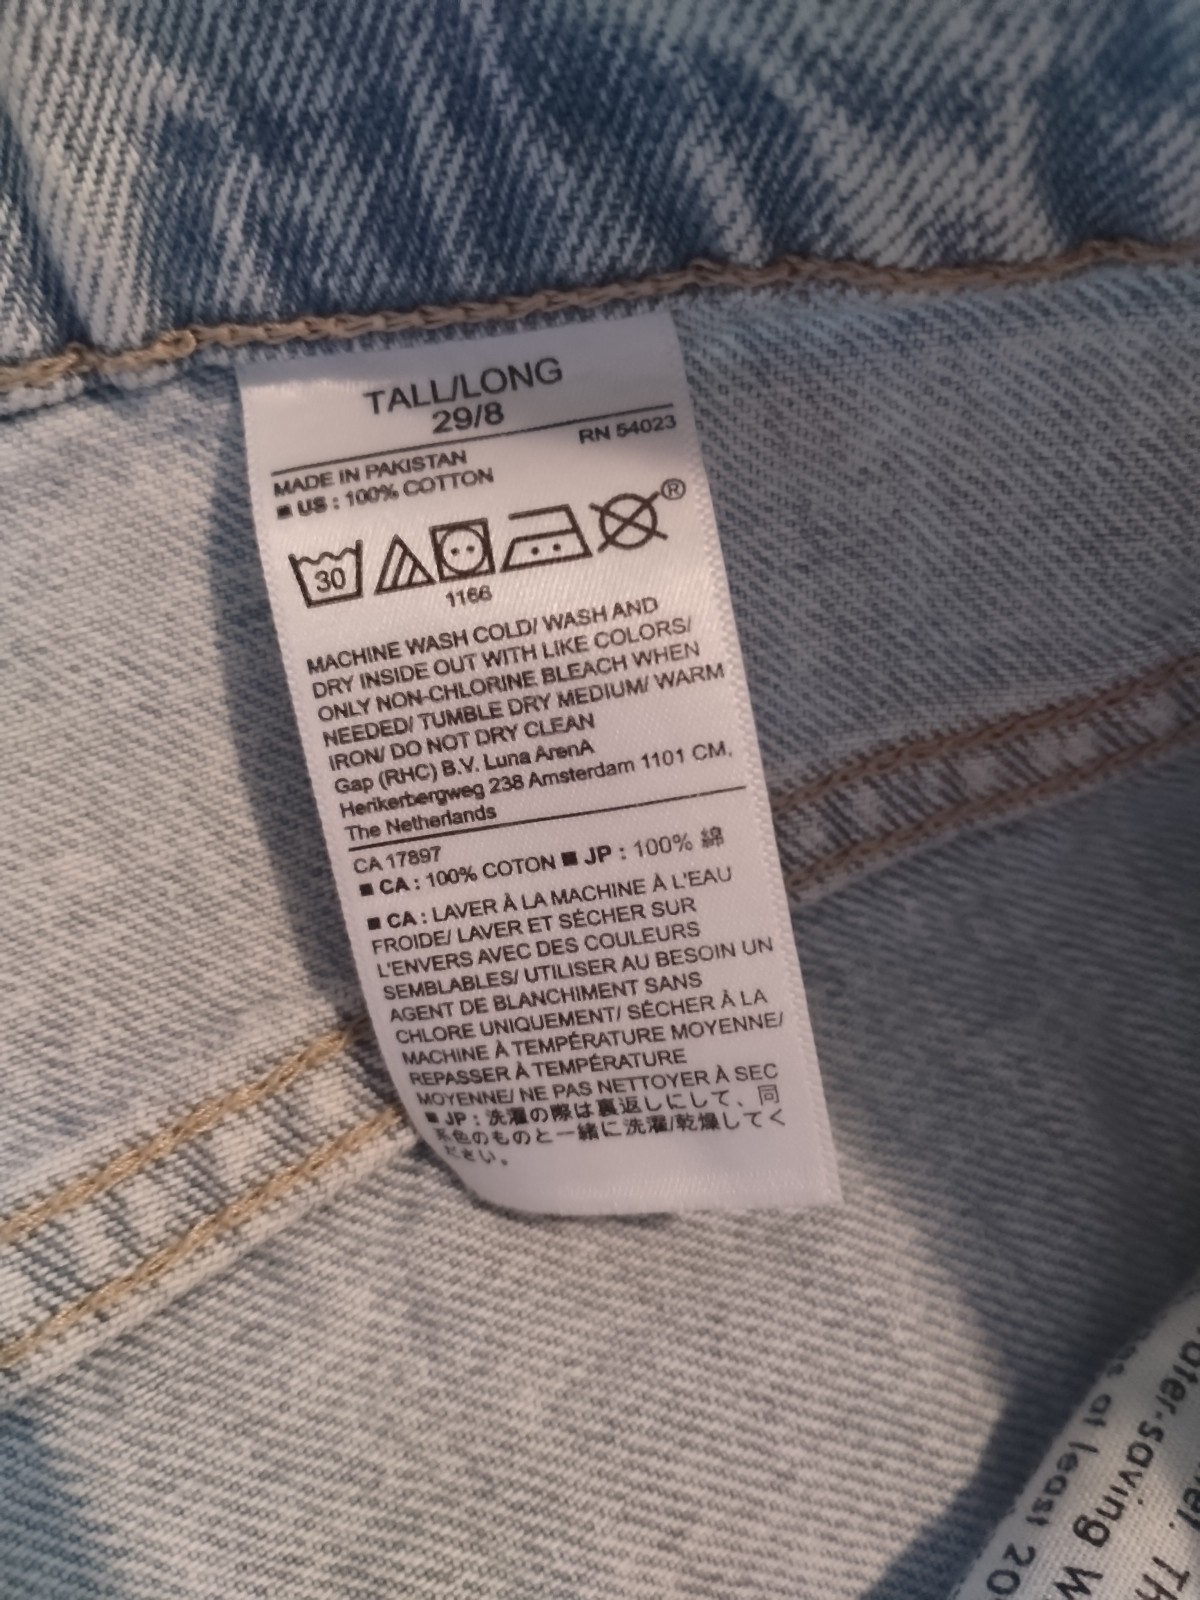 TALL/LONG
29/8
RN 54023
MADE IN PAKISTAN
■ US : 100% COTTON
®
30
1166
MACHINE WASH COLD/ WASH AND
DRY INSIDE OUT WITH LIKE COLORS/
ONLY NON-CHLORINE BLEACH WHEN
NEEDED/ TUMBLE DRY MEDIUM/ WARM
IRON/ DO NOT DRY CLEAN
Gap (RHC) B.V. Luna ArenA
Herikerbergweg 238 Amsterdam 1101 CM,
The Netherlands
CA 17897
■ CA : 100% COTON ■ JP : 100% 綿
■ CA : LAVER À LA MACHINE À L'EAU
FROIDE/ LAVER ET SÉCHER SUR
L'ENVERS AVEC DES COULEURS
SEMBLABLES/ UTILISER AU BESOIN UN
AGENT DE BLANCHIMENT SANS
CHLORE UNIQUEMENT/ SÉCHER À LA
MACHINE À TEMPÉRATURE MOYENNE/
REPASSER À TEMPÉRATURE
MOYENNE/ NE PAS NETTOYER À SEC
■ JP : 洗濯の際は裏返しにして、同
系色のものと一緒に洗濯/乾燥してく
ださい。
water-saving W
at least 20